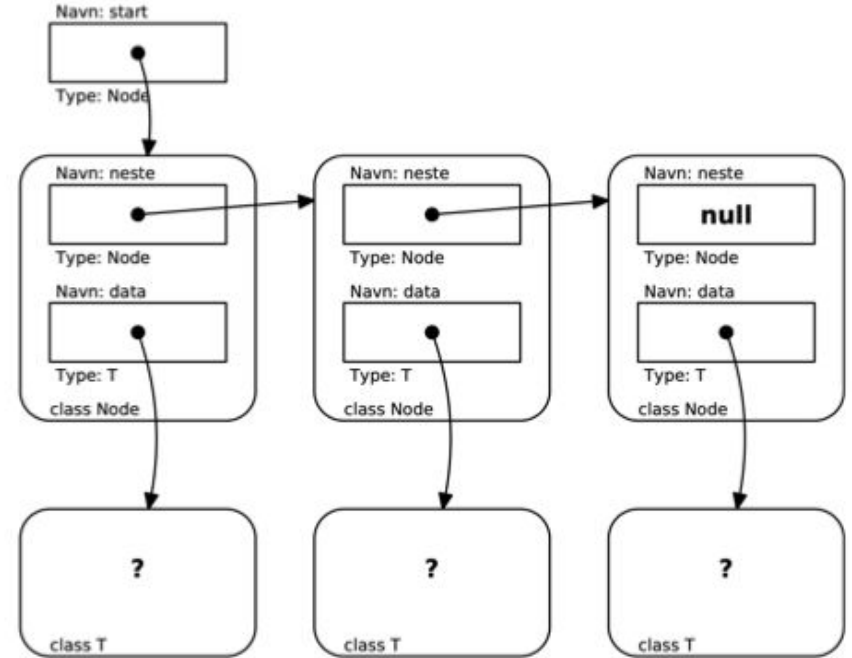 Navn: start
Type: Node
Navn: neste
Type: Node
Navn: data
Type: T
class Node
Navn: neste
Type: Node
Navn: data
Type: T
class Node
Navn: neste
null
Type: Node
Navn: data
Type: T
class Node
?
class T
?
class T
?
class T